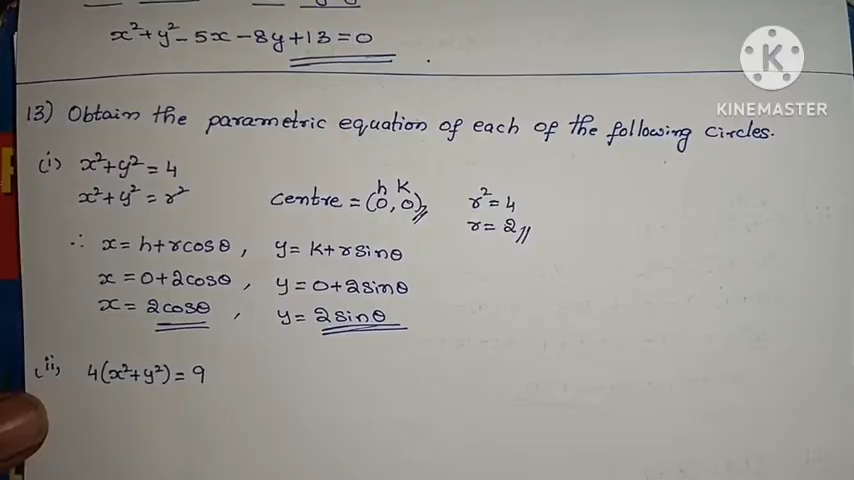 x²+y²-5x-8y+13=0
K
KINEMASTER
13) Obtain the parametric equation of each of the following circles.
(i) x²+y²=4
x²+y²=r²   centre = (0,0)   r²=4
h k
r=2
∴ x=h+rcosθ, y=k+rsinθ
x=0+2cosθ, y=0+2sinθ
x=2cosθ, y=2sinθ
(ii) 4(x²+y²)=9